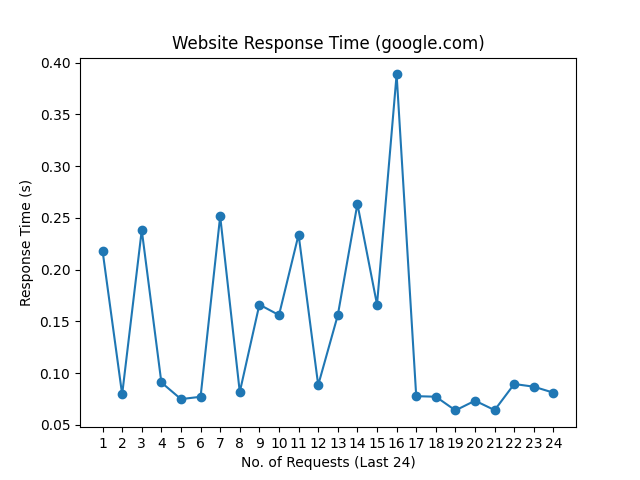 Website Response Time (google.com)
0.40
0.35
0.30
0.25
0.20
0.15
0.10
0.05
Response Time (s)
1 2 3 4 5 6 7 8 9 10 11 12 13 14 15 16 17 18 19 20 21 22 23 24
No. of Requests (Last 24)